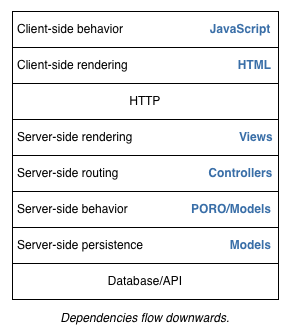 Client-side behavior JavaScript
Client-side rendering HTML
HTTP
Server-side rendering Views
Server-side routing Controllers
Server-side behavior PORO/Models
Server-side persistence Models
Database/API
Dependencies flow downwards.